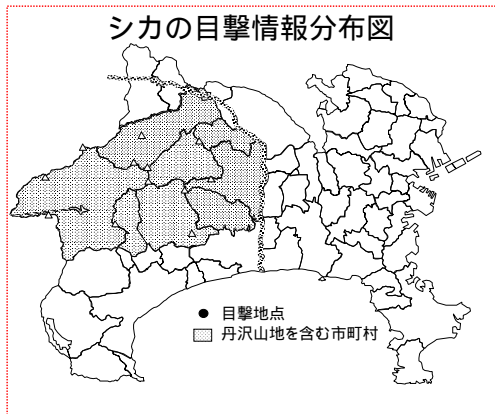 シカの目撃情報分布図
● 目撃地点
丹沢山地を含む市町村